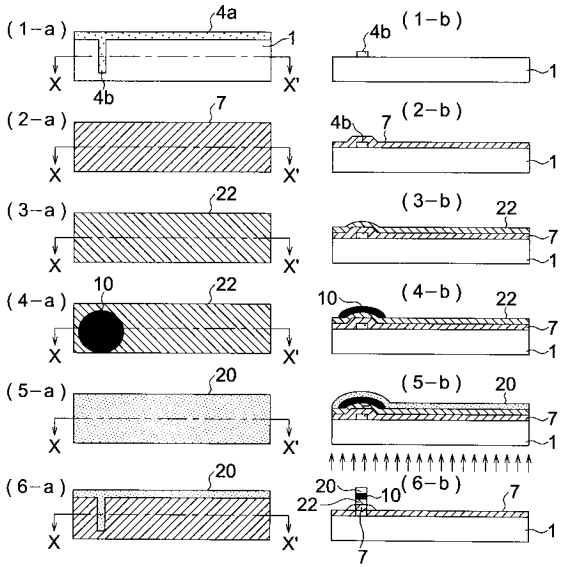 (1-a) 4a 1 X 4b X'
(1-b) 4b 1
(2-a) 7 X X'
(2-b) 4b 7 1
(3-a) 22 X X'
(3-b) 22 7 1
(4-a) 10 22 X X'
(4-b) 10 22 7 1
(5-a) 20 X X'
(5-b) 20 7 1
(6-a) 20 X X'
(6-b) 20 10 22 7 7 1